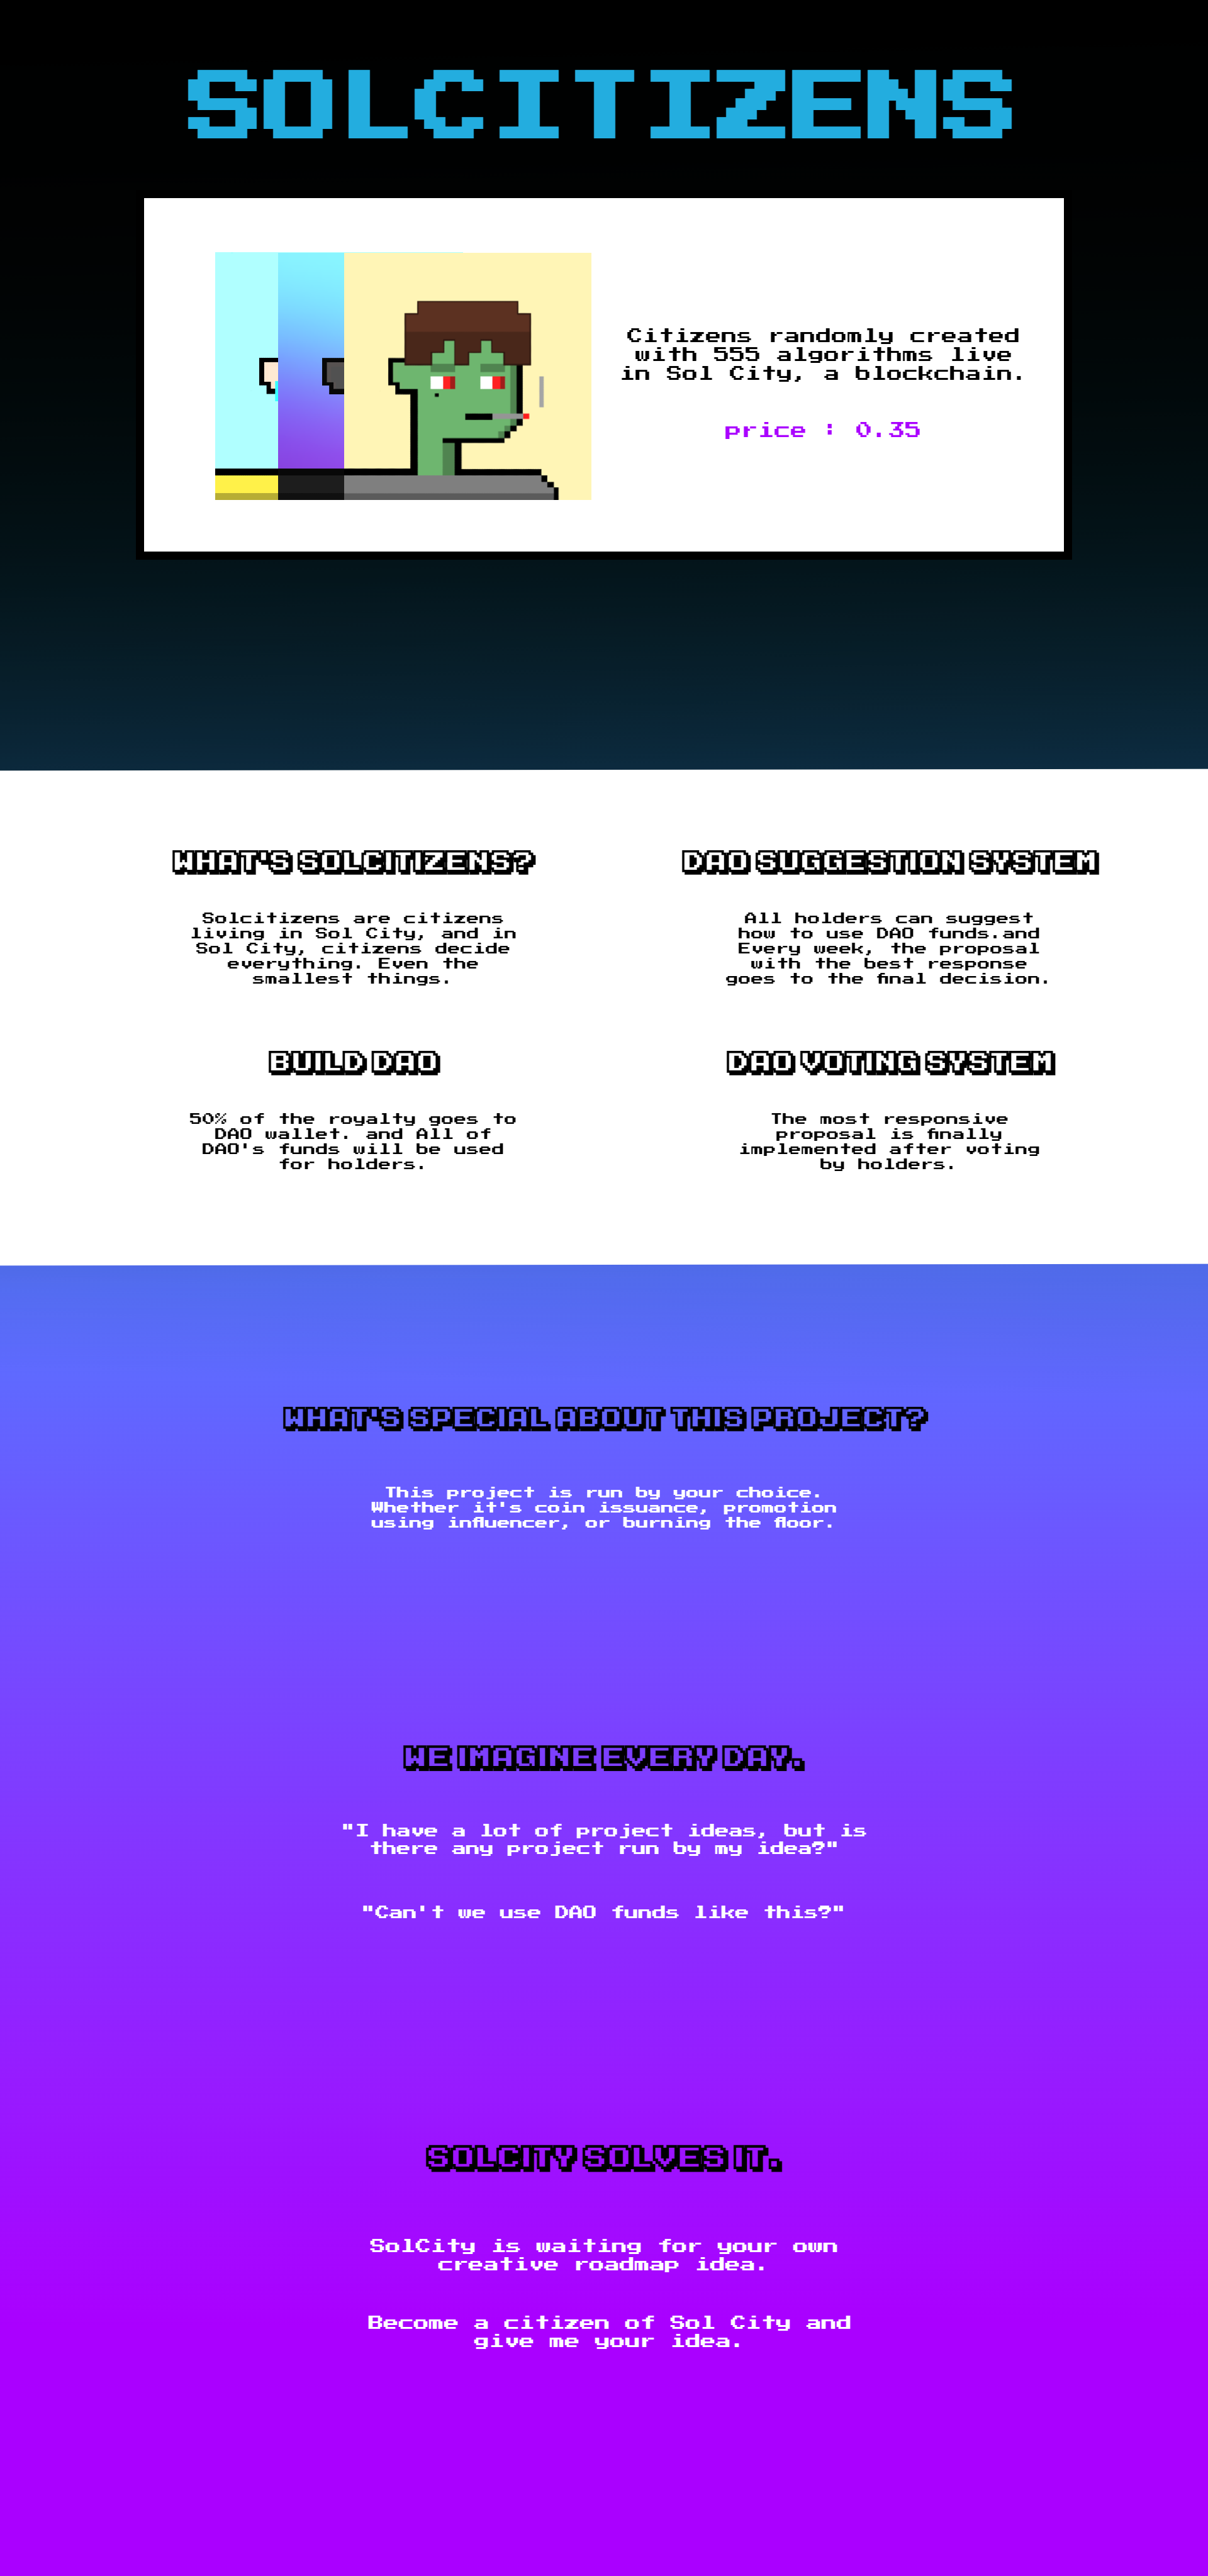 SOLCITIZENS
Citizens randomly created
with 555 algorithms live
in Sol City, a blockchain.
price : 0.35
WHAT'S SOLCITIZENS?
Solcitizens are citizens
living in Sol City, and in
Sol City, citizens decide
everything. Even the
smallest things.
DAO SUGGESTION SYSTEM
All holders can suggest
how to use DAO funds.and
Every week, the proposal
with the best response
goes to the final decision.
BUILD DAO
50% of the royalty goes to
DAO wallet. and All of
DAO's funds will be used
for holders.
DAO VOTING SYSTEM
The most responsive
proposal is finally
implemented after voting
by holders.
WHAT'S SPECIAL ABOUT THIS PROJECT?
This project is run by your choice.
Whether it's coin issuance, promotion
using influencer, or burning the floor.
WE IMAGINE EVERY DAY.
"I have a lot of project ideas, but is
there any project run by my idea?"
"Can't we use DAO funds like this?"
SOLCITY SOLVES IT.
SolCity is waiting for your own
creative roadmap idea.
Become a citizen of Sol City and
give me your idea.